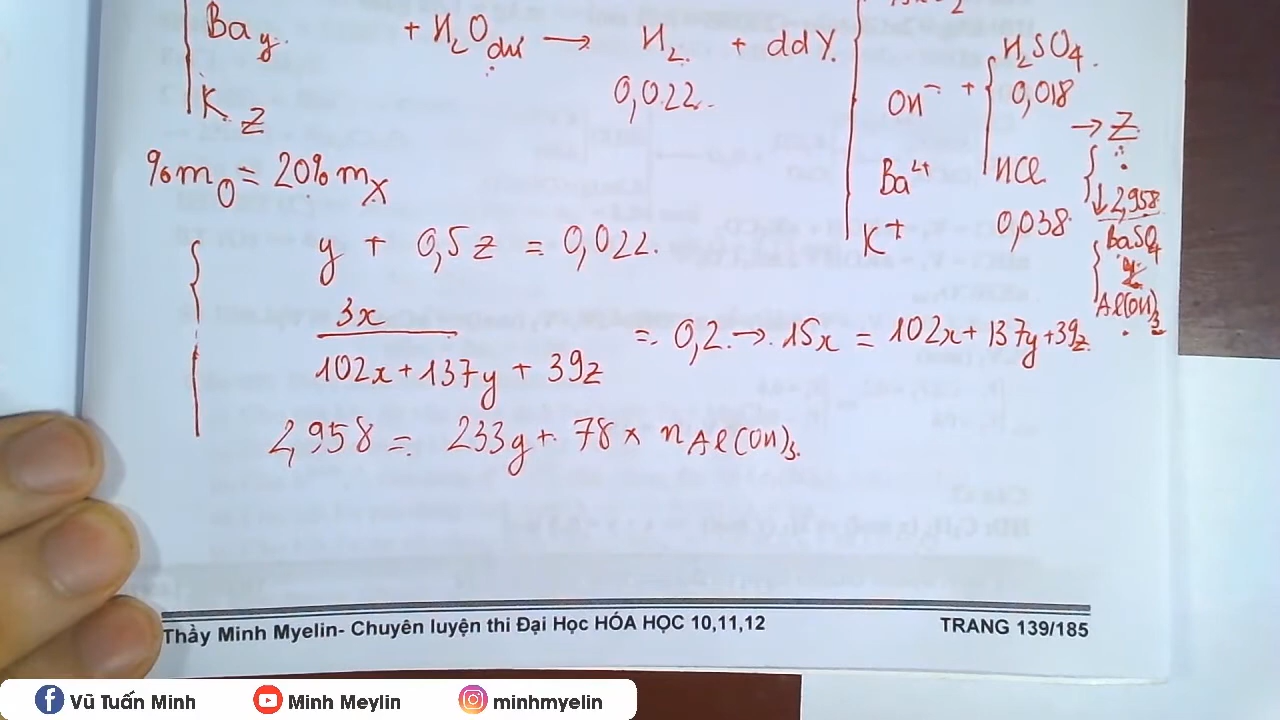 Ba y + H₂O dư → H₂ + ddY.
K z
0,022
OH⁻ + H₂SO₄ 0,018
Ba²⁺
K⁺
HCl 0,038
→ Z
↓ 2,958
BaSO₄ y
Al(OH)₃
%mO = 20% mX
y + 0,5z = 0,022.
3x / 102x + 137y + 39z = 0,2 → 15x = 102x + 137y + 39z.
2,958 = 233y + 78 × nAl(OH)₃.
Thầy Minh Myelin- Chuyên luyện thi Đại Học HÓA HỌC 10,11,12 TRANG 139/185
Vũ Tuấn Minh Minh Meylin minhmyelin